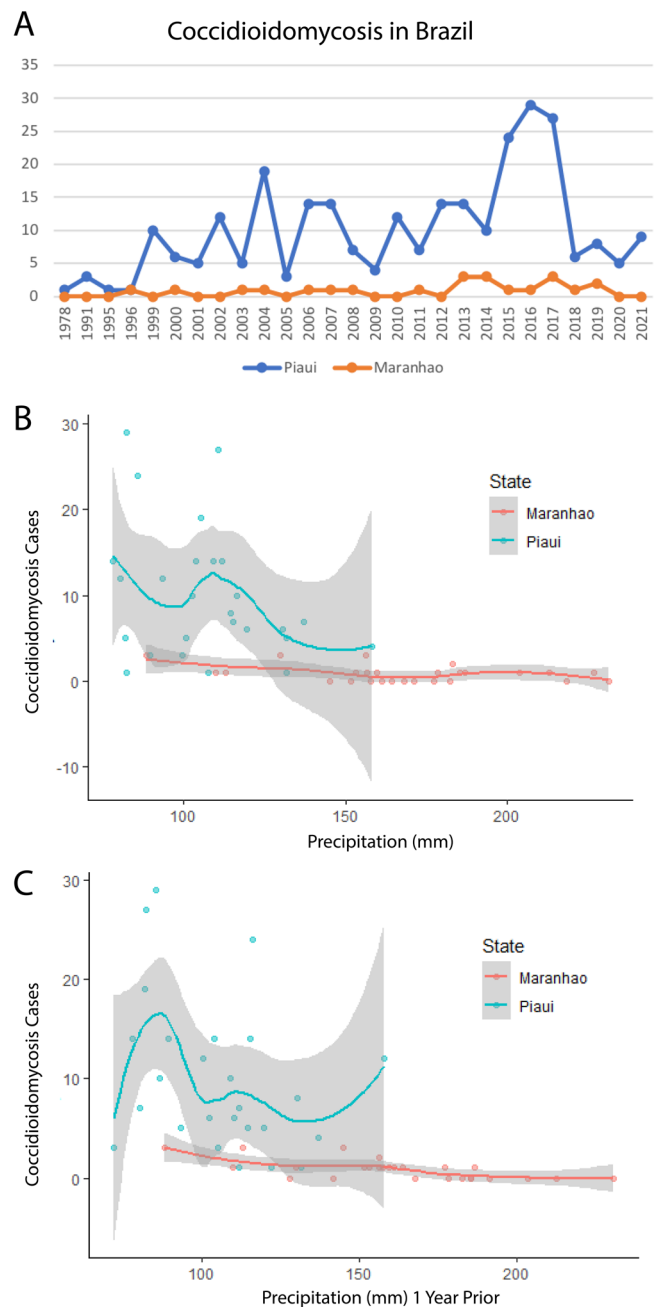 A
Coccidioidomycosis in Brazil
35
30
25
20
15
10
5
0
1978 1991 1995 1996 1999 2000 2001 2002 2003 2004 2005 2006 2007 2008 2009 2010 2011 2012 2013 2014 2015 2016 2017 2018 2019 2020 2021
Piaui Maranhao
B
30
20
10
0
-10
Coccidioidomycosis Cases
State
Maranhao
Piaui
100 150 200
Precipitation (mm)
C
30
20
10
0
Coccidioidomycosis Cases
State
Maranhao
Piaui
100 150 200
Precipitation (mm) 1 Year Prior